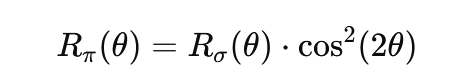 R_π(θ) = R_σ(θ) · cos²(2θ)